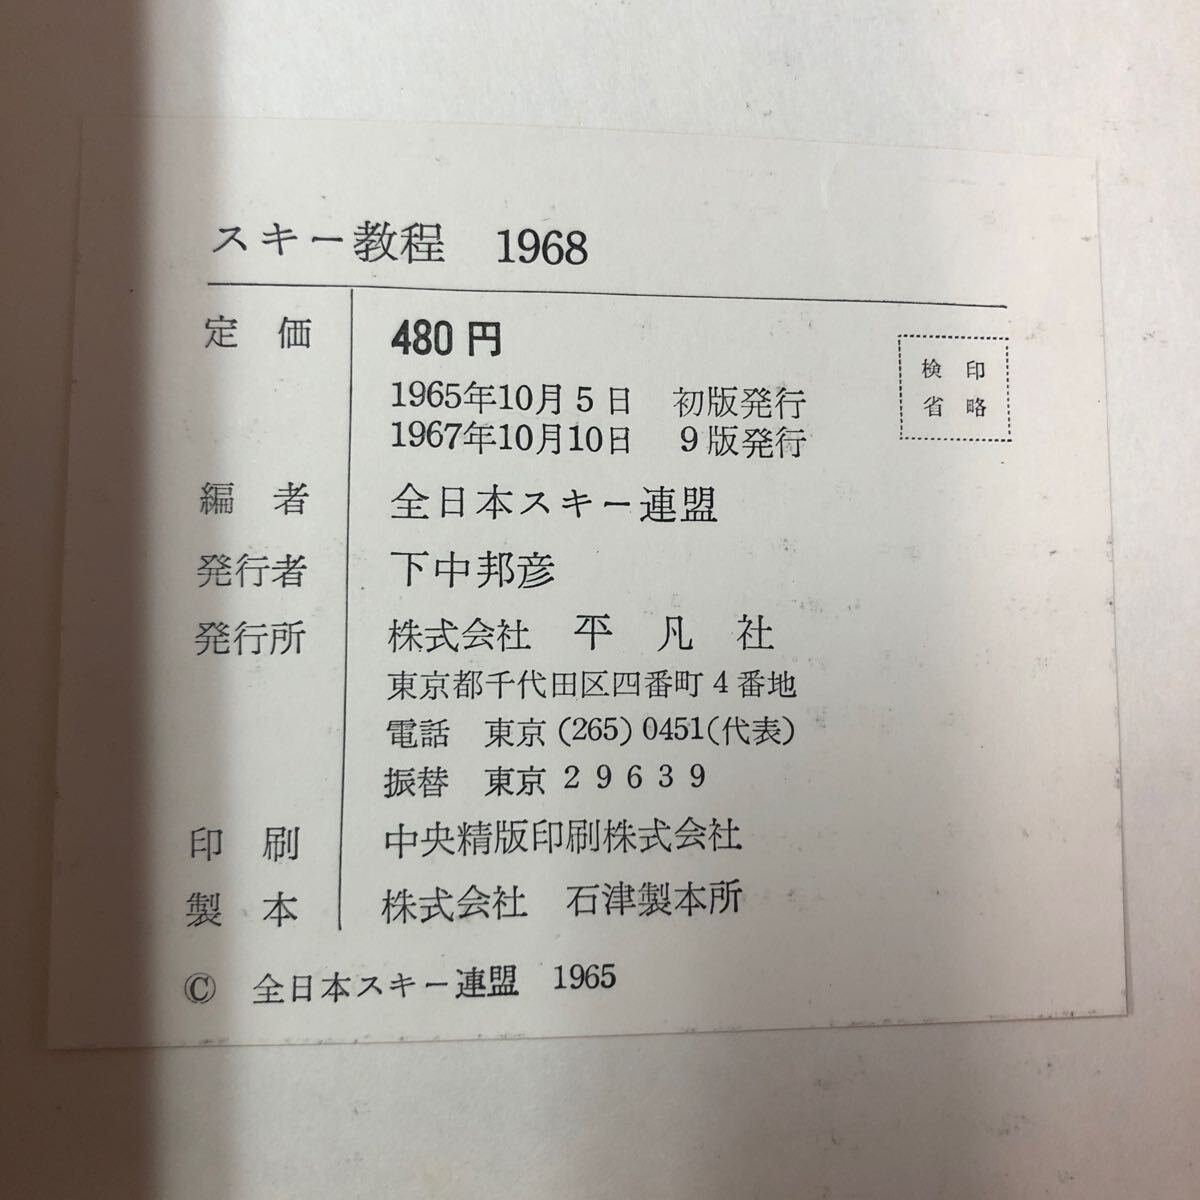 スキー教程　1968
定　価　480 円
1965年10月 5 日　初版発行
1967年10月10日　9 版発行
検　印
省　略
編　者　全日本スキー連盟
発行者　下中邦彦
発行所　株式会社　平　凡　社
東京都千代田区四番町 4 番地
電話　東京 (265) 0451(代表)
振替　東京 2 9 6 3 9
印　刷　中央精版印刷株式会社
製　本　株式会社　石津製本所
©　全日本スキー連盟　1965